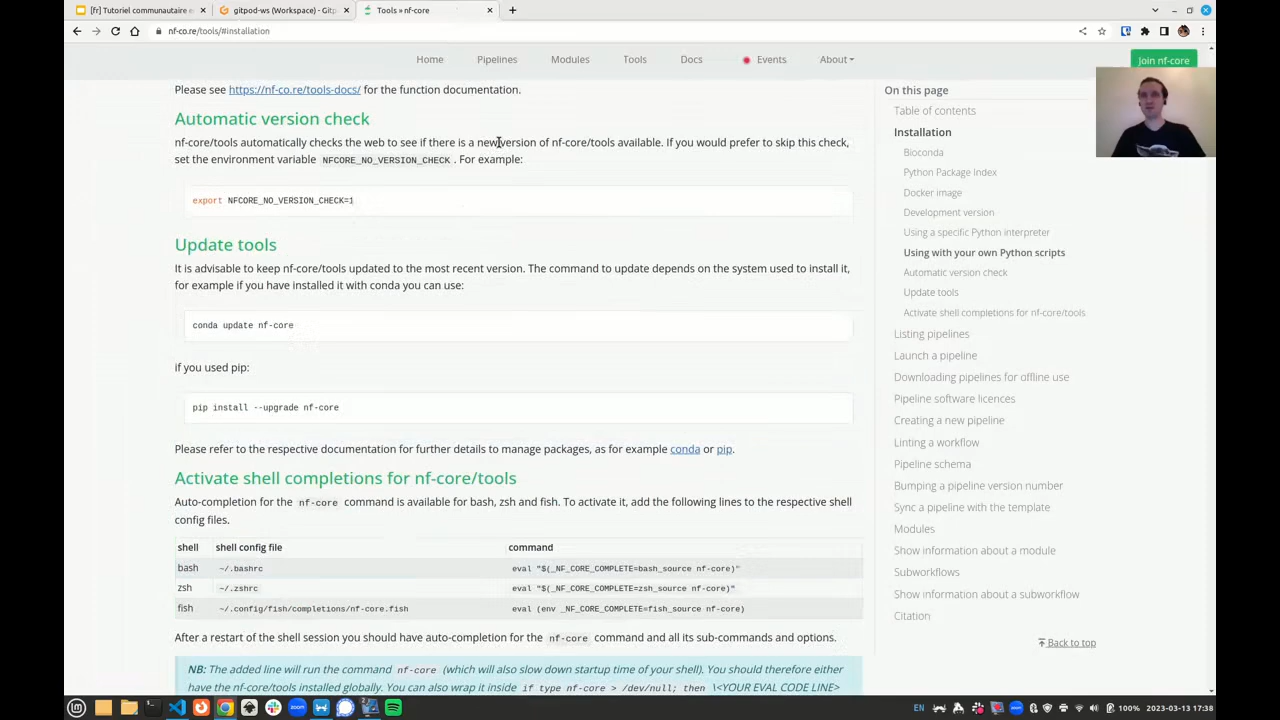 [fr] Tutoriel communautaire e
gitpod-ws (Workspace) - Gitp
Tools » nf-core
nf-co.re/tools/#installation
Home
Pipelines
Modules
Tools
Docs
Events
About
Join nf-core
Please see https://nf-co.re/tools-docs/ for the function documentation.
Automatic version check
nf-core/tools automatically checks the web to see if there is a new version of nf-core/tools available. If you would prefer to skip this check,
set the environment variable NFCORE_NO_VERSION_CHECK . For example:
export NFCORE_NO_VERSION_CHECK=1
Update tools
It is advisable to keep nf-core/tools updated to the most recent version. The command to update depends on the system used to install it,
for example if you have installed it with conda you can use:
conda update nf-core
if you used pip:
pip install --upgrade nf-core
Please refer to the respective documentation for further details to manage packages, as for example conda or pip.
Activate shell completions for nf-core/tools
Auto-completion for the nf-core command is available for bash, zsh and fish. To activate it, add the following lines to the respective shell
config files.
shell shell config file command
bash ~/.bashrc eval "$(_NF_CORE_COMPLETE=bash_source nf-core)"
zsh ~/.zshrc eval "$(_NF_CORE_COMPLETE=zsh_source nf-core)"
fish ~/.config/fish/completions/nf-core.fish eval (env _NF_CORE_COMPLETE=fish_source nf-core)
After a restart of the shell session you should have auto-completion for the nf-core command and all its sub-commands and options.
NB: The added line will run the command nf-core (which will also slow down startup time of your shell). You should therefore either
have the nf-core/tools installed globally. You can also wrap it inside if type nf-core > /dev/null; then \<YOUR EVAL CODE LINE>
On this page
Table of contents
Installation
Bioconda
Python Package Index
Docker image
Development version
Using a specific Python interpreter
Using with your own Python scripts
Automatic version check
Update tools
Activate shell completions for nf-core/tools
Listing pipelines
Launch a pipeline
Downloading pipelines for offline use
Pipeline software licences
Creating a new pipeline
Linting a workflow
Pipeline schema
Bumping a pipeline version number
Sync a pipeline with the template
Modules
Show information about a module
Subworkflows
Show information about a subworkflow
Citation
Back to top
EN
100%
2023-03-13 17:38